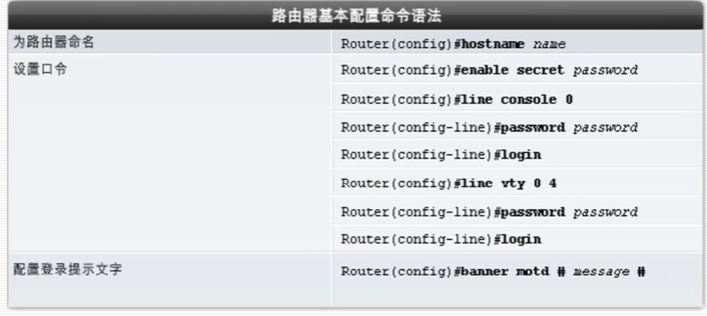 路由器基本配置命令语法
为路由器命名 Router(config)#hostname name
设置口令 Router(config)#enable secret password
Router(config)#line console 0
Router(config-line)#password password
Router(config-line)#login
Router(config)#line vty 0 4
Router(config-line)#password password
Router(config-line)#login
配置登录提示文字 Router(config)#banner motd # message #